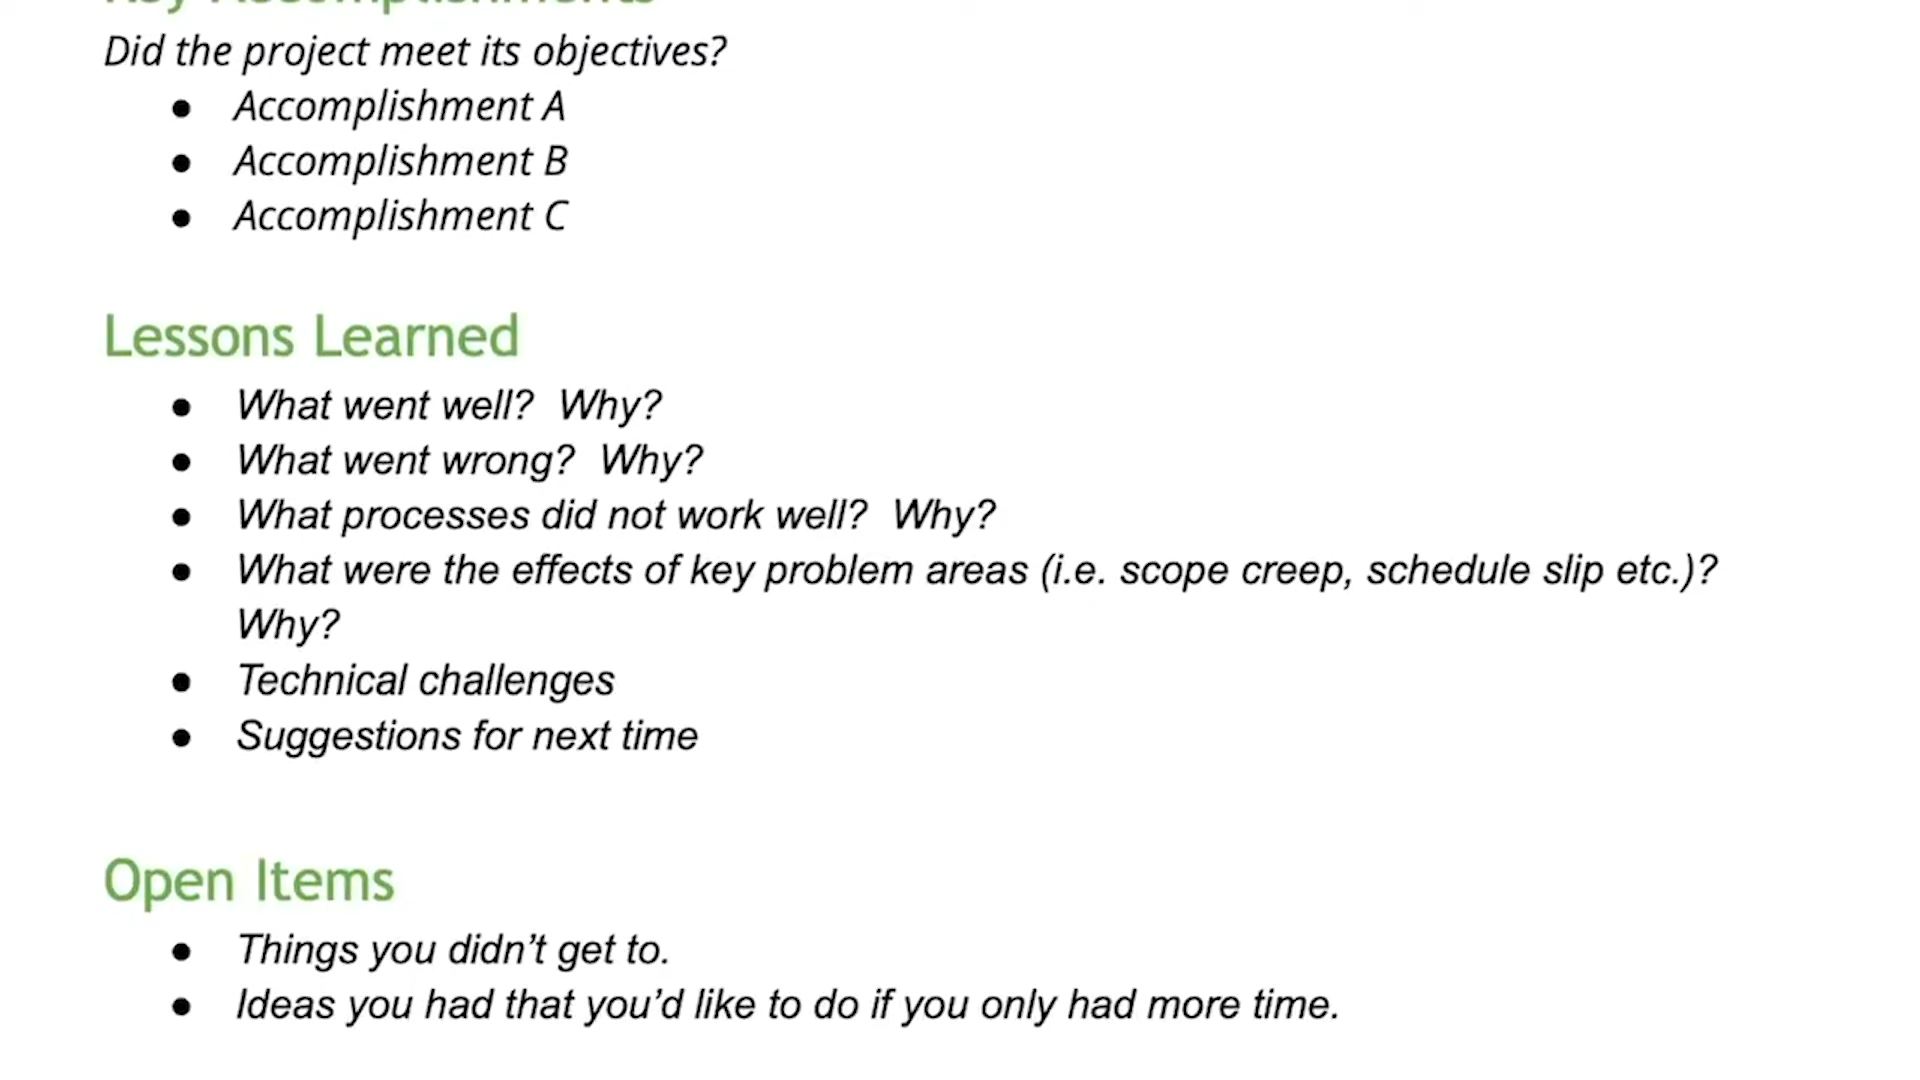 Key Accomplishments
Did the project meet its objectives?
● Accomplishment A
● Accomplishment B
● Accomplishment C
Lessons Learned
● What went well?  Why?
● What went wrong?  Why?
● What processes did not work well?  Why?
● What were the effects of key problem areas (i.e. scope creep, schedule slip etc.)?
Why?
● Technical challenges
● Suggestions for next time
Open Items
● Things you didn’t get to.
● Ideas you had that you’d like to do if you only had more time.